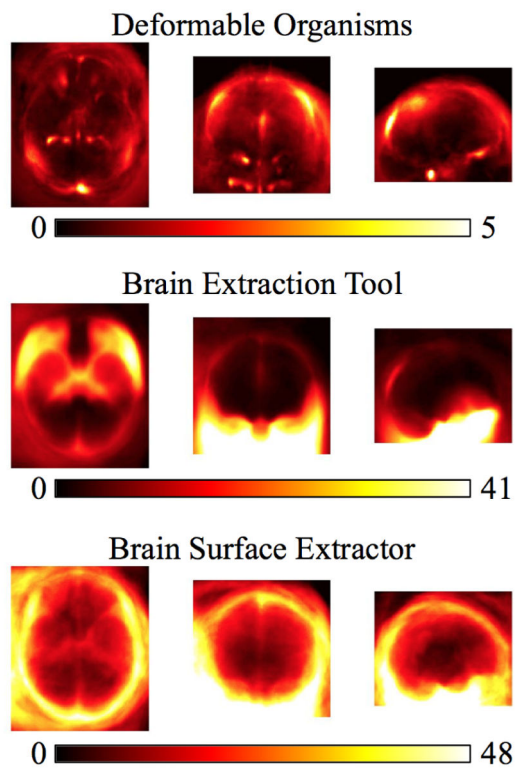 Deformable Organisms
0 5
Brain Extraction Tool
0 41
Brain Surface Extractor
0 48